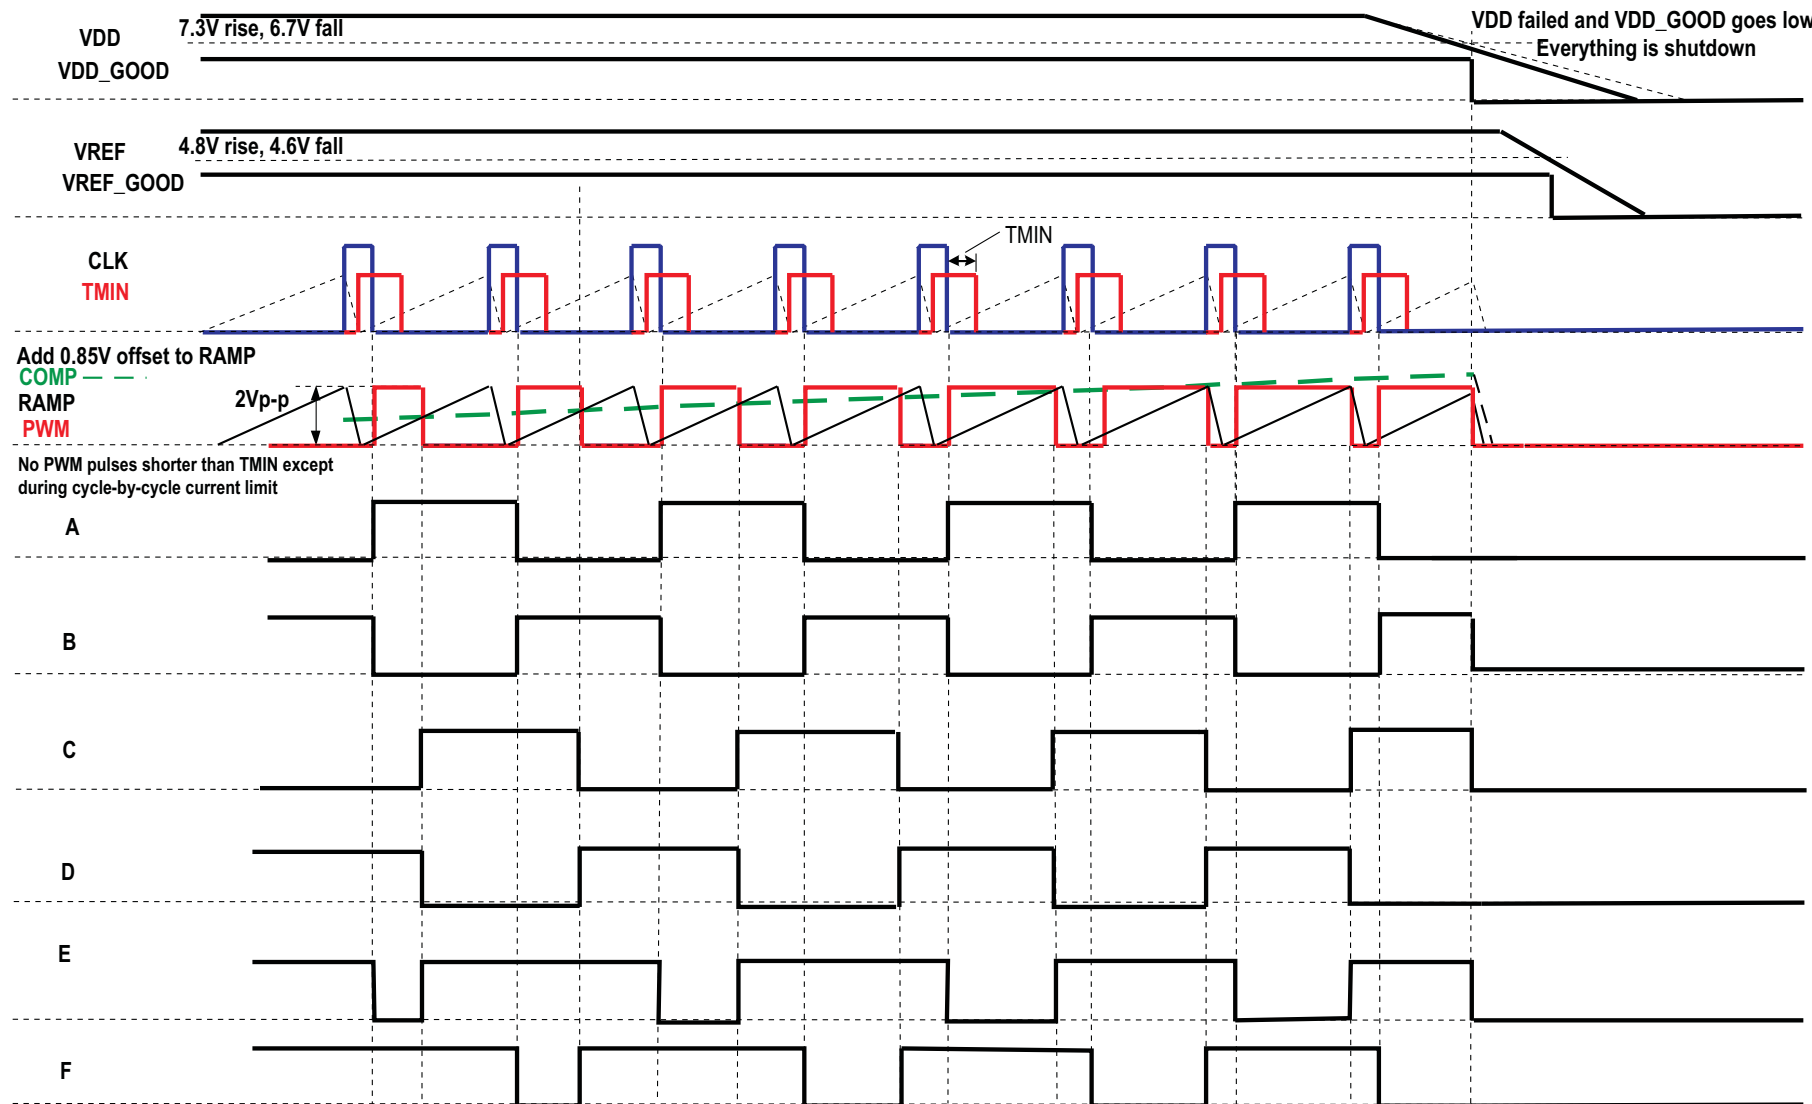 VDD failed and VDD_GOOD goes low
Everything is shutdown
7.3V rise, 6.7V fall
VDD
VDD_GOOD
4.8V rise, 4.6V fall
VREF
VREF_GOOD
TMIN
CLK
TMIN
Add 0.85V offset to RAMP
COMP
RAMP
2Vp-p
PWM
No PWM pulses shorter than TMIN except
during cycle-by-cycle current limit
A
B
C
D
E
F